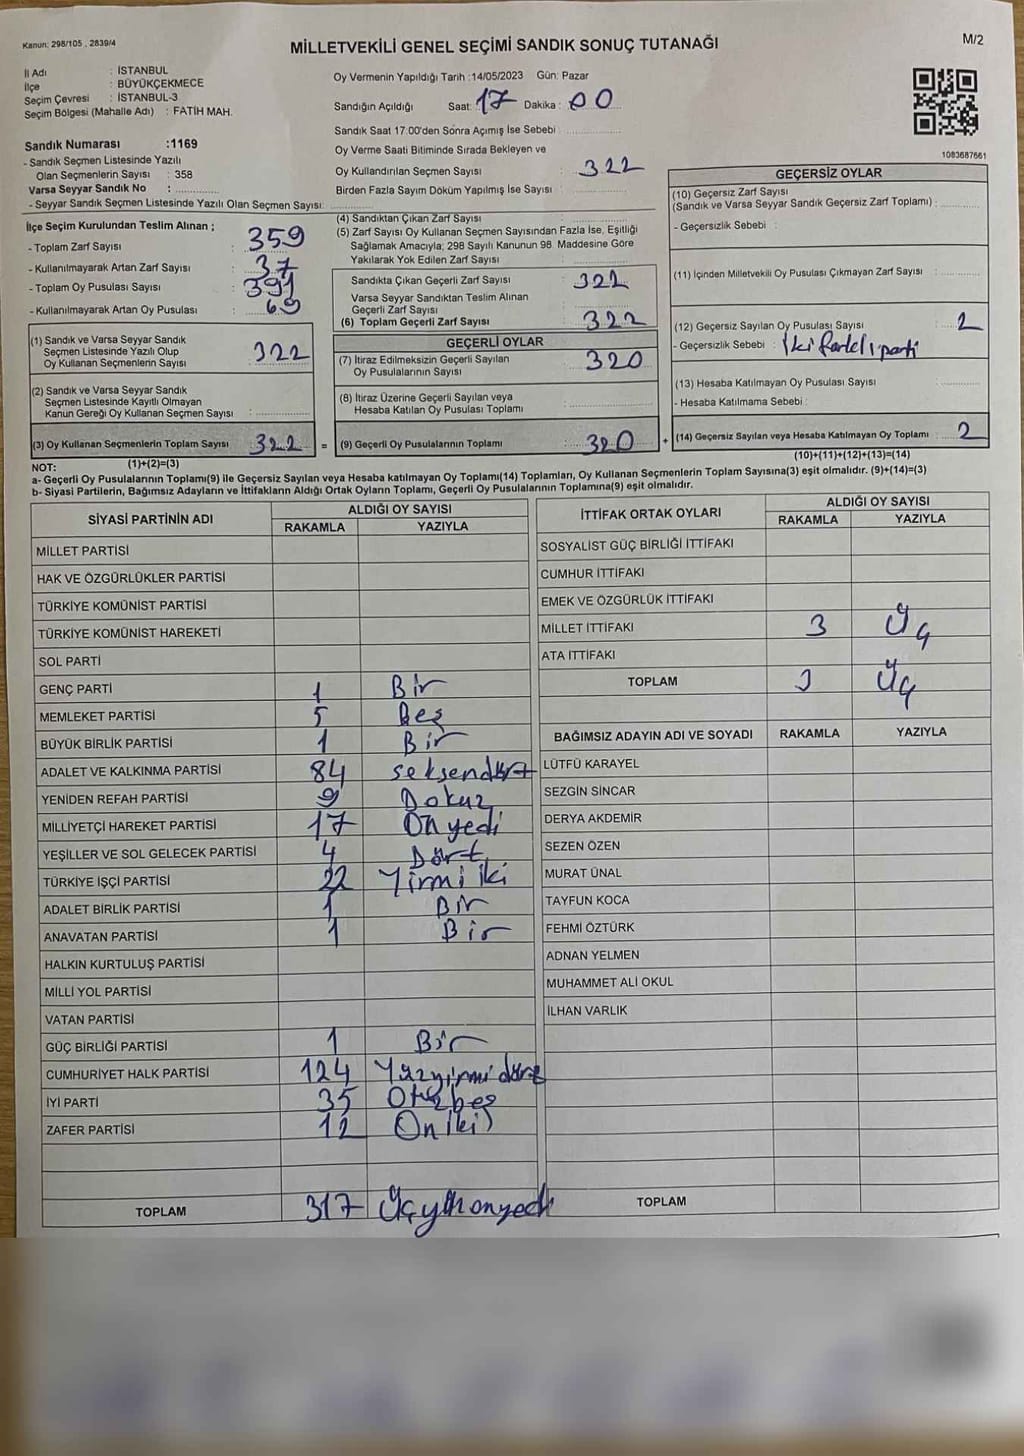 Kanun: 298/105 , 2839/4
MİLLETVEKİLİ GENEL SEÇİMİ SANDIK SONUÇ TUTANAĞI
M/2
İl Adı : İSTANBUL
İlçe : BÜYÜKÇEKMECE
Seçim Çevresi : İSTANBUL-3
Seçim Bölgesi (Mahalle Adı) : FATİH MAH.
Sandık Numarası :1169
- Sandık Seçmen Listesinde Yazılı
Olan Seçmenlerin Sayısı : 358
Varsa Seyyar Sandık No :
- Seyyar Sandık Seçmen Listesinde Yazılı Olan Seçmen Sayısı:
Oy Vermenin Yapıldığı Tarih :14/05/2023 Gün: Pazar
Sandığın Açıldığı Saat: 17 Dakika : 00
Sandık Saat 17:00'den Sonra Açımış İse Sebebi :
Oy Verme Saati Bitiminde Sırada Bekleyen ve
Oy Kullandırılan Seçmen Sayısı : 322
Birden Fazla Sayım Döküm Yapılmış İse Sayısı :
1083687661
İlçe Seçim Kurulundan Teslim Alınan ;
- Toplam Zarf Sayısı : 359
- Kullanılmayarak Artan Zarf Sayısı : 37
- Toplam Oy Pusulası Sayısı : 391
- Kullanılmayarak Artan Oy Pusulası : 69
(1) Sandık ve Varsa Seyyar Sandık
Seçmen Listesinde Yazılı Olup
Oy Kullanan Seçmenlerin Sayısı : 322
(2) Sandık ve Varsa Seyyar Sandık
Seçmen Listesinde Kayıtlı Olmayan
Kanun Gereği Oy Kullanan Seçmen Sayısı :
(3) Oy Kullanan Seçmenlerin Toplam Sayısı : 322 =
(4) Sandıktan Çıkan Zarf Sayısı :
(5) Zarf Sayısı Oy Kullanan Seçmen Sayısından Fazla İse, Eşitliği
Sağlamak Amacıyla; 298 Sayılı Kanunun 98. Maddesine Göre
Yakılarak Yok Edilen Zarf Sayısı :
Sandıkta Çıkan Geçerli Zarf Sayısı : 322
Varsa Seyyar Sandıktan Teslim Alınan
Geçerli Zarf Sayısı :
(6) Toplam Geçerli Zarf Sayısı : 322
GEÇERLİ OYLAR
(7) İtiraz Edilmeksizin Geçerli Sayılan
Oy Pusulalarının Sayısı : 320
(8) İtiraz Üzerine Geçerli Sayılan veya
Hesaba Katılan Oy Pusulası Toplamı :
(9) Geçerli Oy Pusulalarının Toplamı : 320 +
GEÇERSİZ OYLAR
(10) Geçersiz Zarf Sayısı
(Sandık ve Varsa Seyyar Sandık Geçersiz Zarf Toplamı) :
- Geçersizlik Sebebi :
(11) İçinden Milletvekili Oy Pusulası Çıkmayan Zarf Sayısı :
(12) Geçersiz Sayılan Oy Pusulası Sayısı : 2
- Geçersizlik Sebebi : İki farklı parti
(13) Hesaba Katılmayan Oy Pusulası Sayısı :
- Hesaba Katılmama Sebebi :
(14) Geçersiz Sayılan veya Hesaba Katılmayan Oy Toplamı : 2
NOT: (1)+(2)=(3) (10)+(11)+(12)+(13)=(14)
a- Geçerli Oy Pusulalarının Toplamı(9) ile Geçersiz Sayılan veya Hesaba katılmayan Oy Toplamı(14) Toplamları, Oy Kullanan Seçmenlerin Toplam Sayısına(3) eşit olmalıdır. (9)+(14)=(3)
b- Siyasi Partilerin, Bağımsız Adayların ve İttifakların Aldığı Ortak Oyların Toplamı, Geçerli Oy Pusulalarının Toplamına(9) eşit olmalıdır.
SİYASİ PARTİNİN ADI ALDIĞI OY SAYISI
RAKAMLA YAZIYLA
MİLLET PARTİSİ
HAK VE ÖZGÜRLÜKLER PARTİSİ
TÜRKİYE KOMÜNİST PARTİSİ
TÜRKİYE KOMÜNİST HAREKETİ
SOL PARTİ
GENÇ PARTİ 1 Bir
MEMLEKET PARTİSİ 5 Beş
BÜYÜK BİRLİK PARTİSİ 1 Bir
ADALET VE KALKINMA PARTİSİ 84 seksendört
YENİDEN REFAH PARTİSİ 9 Dokuz
MİLLİYETÇİ HAREKET PARTİSİ 17 Onyedi
YEŞİLLER VE SOL GELECEK PARTİSİ 4 Dört
TÜRKİYE İŞÇİ PARTİSİ 22 Yirmi iki
ADALET BİRLİK PARTİSİ 1 Bir
ANAVATAN PARTİSİ 1 Bir
HALKIN KURTULUŞ PARTİSİ
MİLLİ YOL PARTİSİ
VATAN PARTİSİ
GÜÇ BİRLİĞİ PARTİSİ 1 Bir
CUMHURİYET HALK PARTİSİ 124 Yüzyirmi dört
İYİ PARTİ 35 Otuzbeş
ZAFER PARTİSİ 12 Oniki
TOPLAM 317 Üçyüzonyedi
İTTİFAK ORTAK OYLARI ALDIĞI OY SAYISI
RAKAMLA YAZIYLA
SOSYALİST GÜÇ BİRLİĞİ İTTİFAKI
CUMHUR İTTİFAKI
EMEK VE ÖZGÜRLÜK İTTİFAKI
MİLLET İTTİFAKI 3 Üç
ATA İTTİFAKI
TOPLAM 3 Üç
BAĞIMSIZ ADAYIN ADI VE SOYADI RAKAMLA YAZIYLA
LÜTFÜ KARAYEL
SEZGİN SİNCAR
DERYA AKDEMİR
SEZEN ÖZEN
MURAT ÜNAL
TAYFUN KOCA
FEHMİ ÖZTÜRK
ADNAN YELMEN
MUHAMMET ALİ OKUL
İLHAN VARLIK
TOPLAM